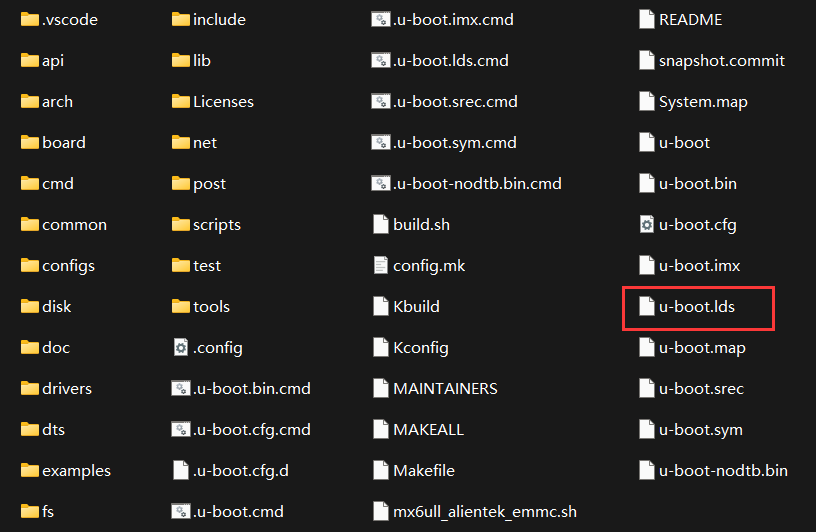 .vscode
api
arch
board
cmd
common
configs
disk
doc
drivers
dts
examples
fs
include
lib
Licenses
net
post
scripts
test
tools
.config
.u-boot.bin.cmd
.u-boot.cfg.cmd
.u-boot.cfg.d
.u-boot.cmd
.u-boot.imx.cmd
.u-boot.lds.cmd
.u-boot.srec.cmd
.u-boot.sym.cmd
.u-boot-nodtb.bin.cmd
build.sh
config.mk
Kbuild
Kconfig
MAINTAINERS
MAKEALL
Makefile
mx6ull_alientek_emmc.sh
README
snapshot.commit
System.map
u-boot
u-boot.bin
u-boot.cfg
u-boot.imx
u-boot.lds
u-boot.map
u-boot.srec
u-boot.sym
u-boot-nodtb.bin